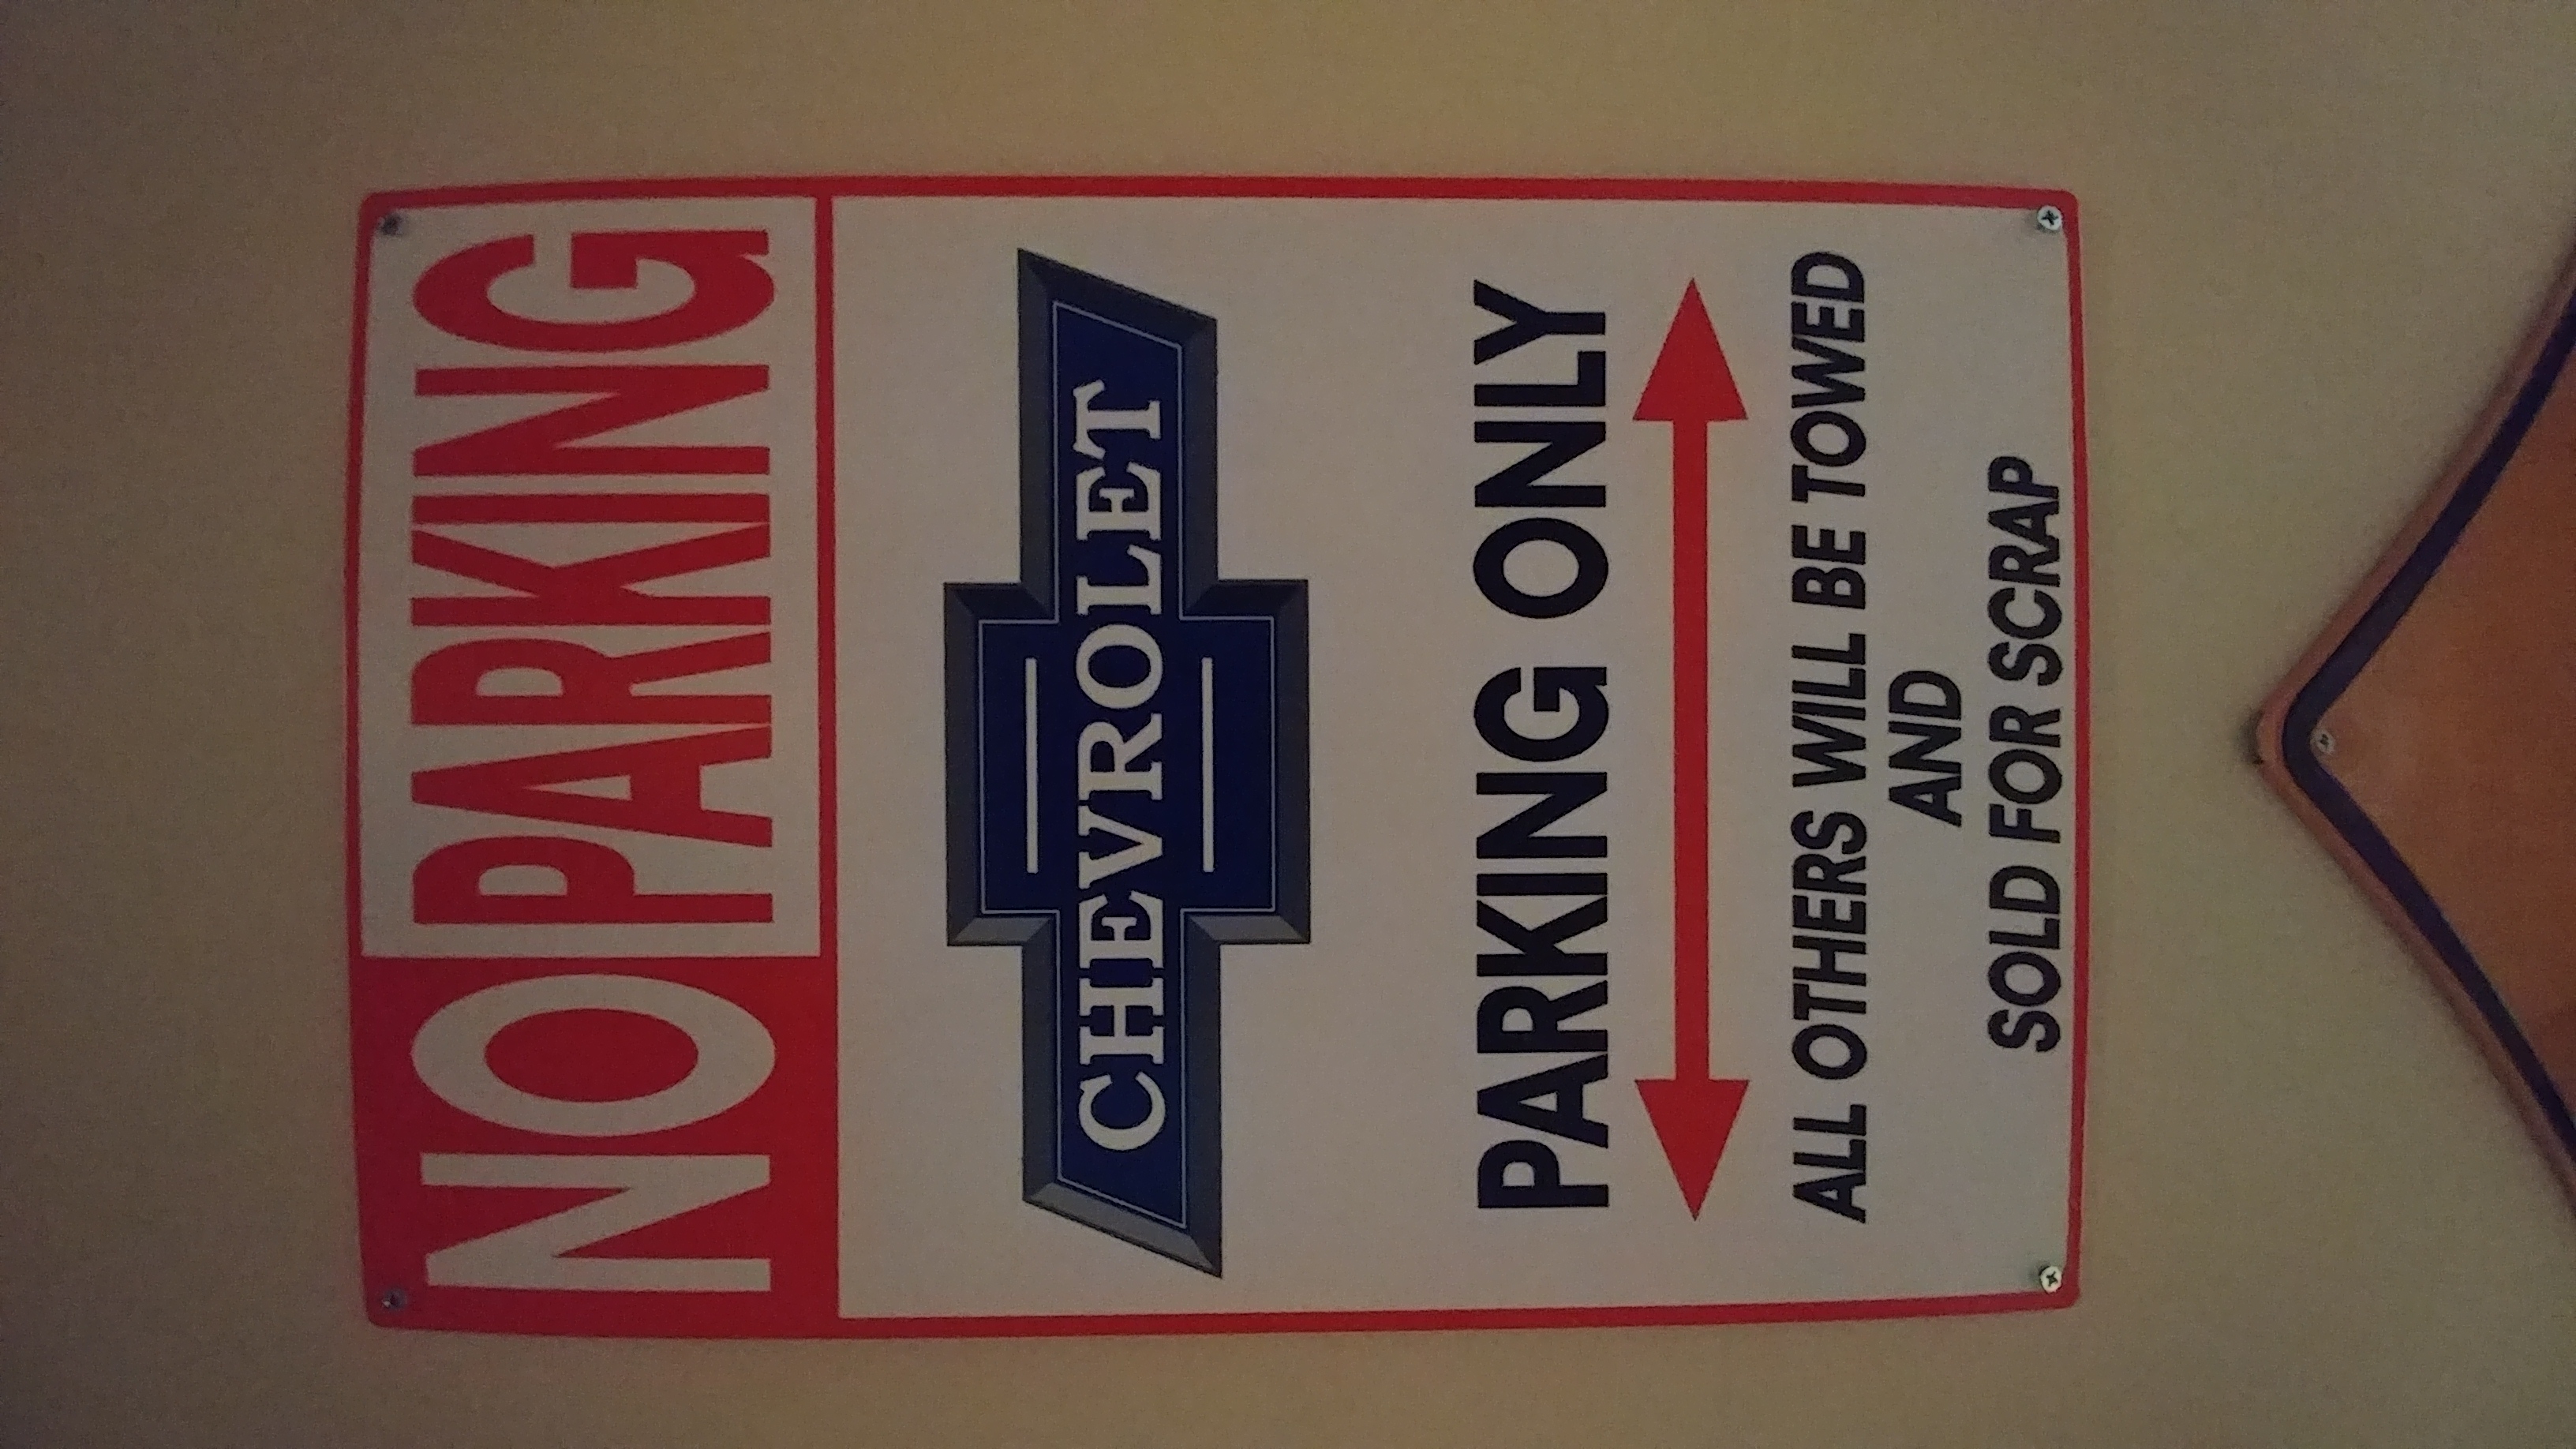 NO PARKING
CHEVROLET
PARKING ONLY
ALL OTHERS WILL BE TOWED
AND
SOLD FOR SCRAP